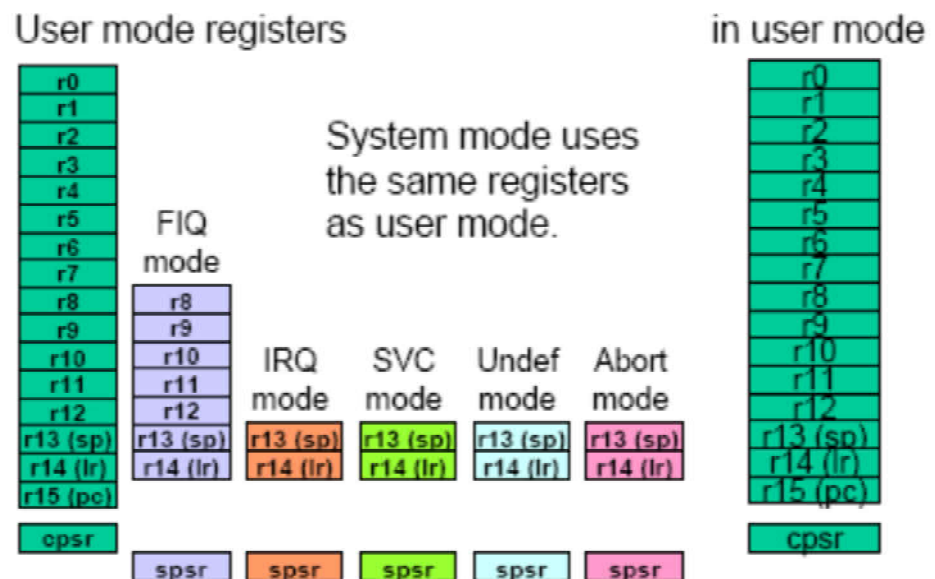 User mode registers
in user mode
System mode uses
the same registers
as user mode.
r0
r1
r2
r3
r4
r5
r6
r7
r8
r9
r10
r11
r12
r13 (sp)
r14 (lr)
r15 (pc)
cpsr
FIQ
mode
r8
r9
r10
r11
r12
r13 (sp)
r14 (lr)
spsr
IRQ
mode
r13 (sp)
r14 (lr)
spsr
SVC
mode
r13 (sp)
r14 (lr)
spsr
Undef
mode
r13 (sp)
r14 (lr)
spsr
Abort
mode
r13 (sp)
r14 (lr)
spsr
r0
r1
r2
r3
r4
r5
r6
r7
r8
r9
r10
r11
r12
r13 (sp)
r14 (lr)
r15 (pc)
cpsr